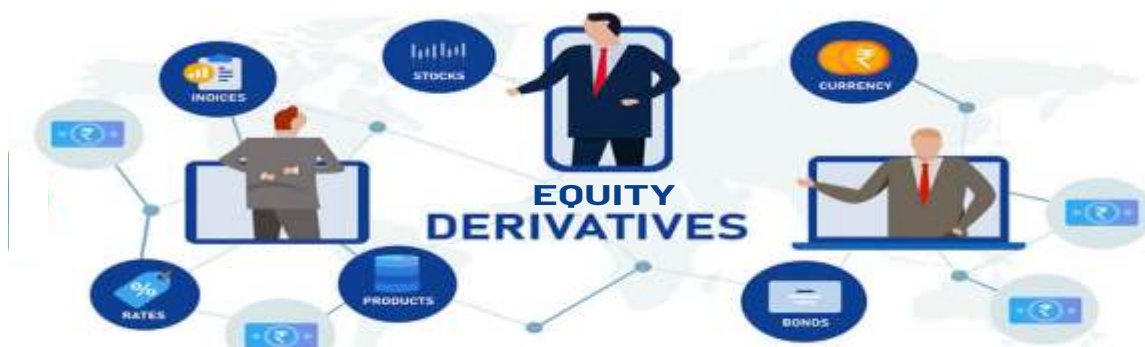 STOCKS
INDICES
CURRENCY
₹
₹
EQUITY
DERIVATIVES
₹
%
RATES
PRODUCTS
BONDS
₹
₹